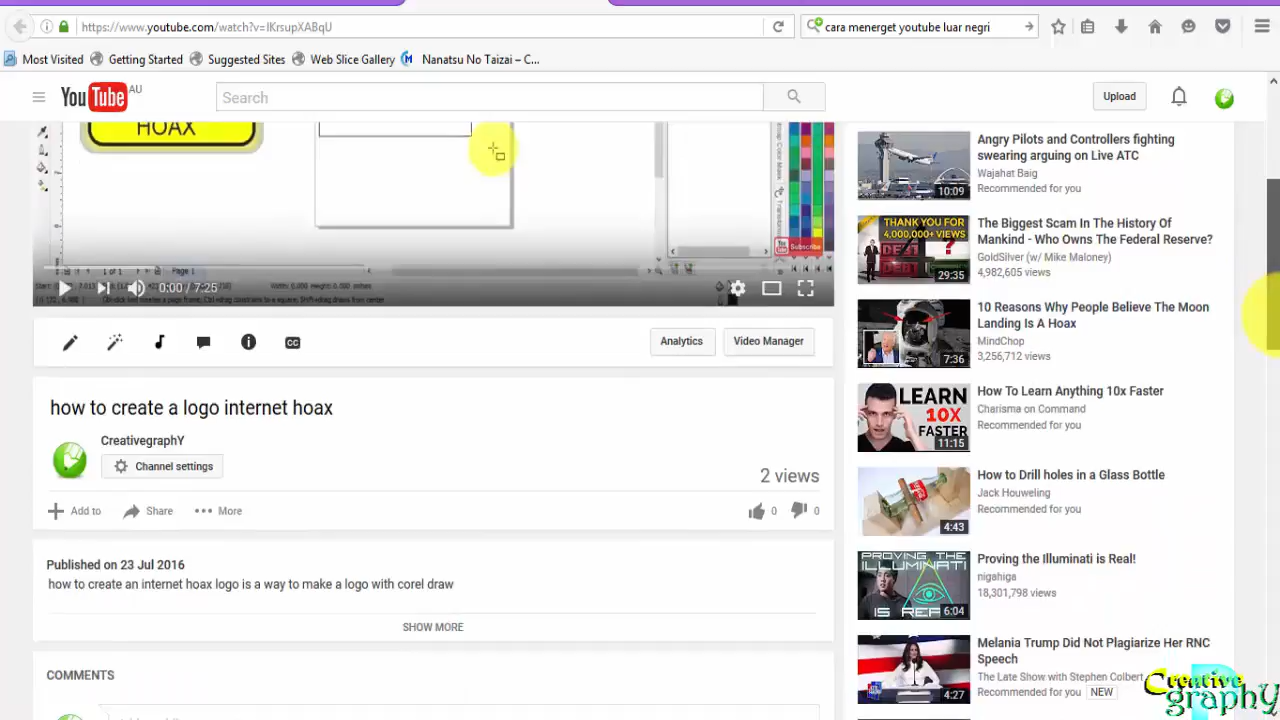 https://www.youtube.com/watch?v=IKrsupXABqU
cara menerget youtube luar negri
Most Visited
Getting Started
Suggested Sites
Web Slice Gallery
Nanatsu No Taizai – C...
YouTube AU
Search
Upload
HOAX
Subscribe
0:00 / 7:25
Analytics
Video Manager
how to create a logo internet hoax
CreativegraphY
Channel settings
2 views
Add to
Share
More
0
0
Published on 23 Jul 2016
how to create an internet hoax logo is a way to make a logo with corel draw
SHOW MORE
COMMENTS
Angry Pilots and Controllers fighting
swearing arguing on Live ATC
Wajahat Baig
Recommended for you
10:09
The Biggest Scam In The History Of
Mankind - Who Owns The Federal Reserve?
GoldSilver (w/ Mike Maloney)
4,982,605 views
THANK YOU FOR
4,000,000+ VIEWS
DEBT
DEBT
29:35
10 Reasons Why People Believe The Moon
Landing Is A Hoax
MindChop
3,256,712 views
7:36
How To Learn Anything 10x Faster
Charisma on Command
Recommended for you
LEARN
10X
FASTER
11:15
How to Drill holes in a Glass Bottle
Jack Houweling
Recommended for you
4:43
Proving the Illuminati is Real!
nigahiga
18,301,798 views
PROVING THE
ILLUMINATI
IS REAL
6:04
Melania Trump Did Not Plagiarize Her RNC
Speech
The Late Show with Stephen Colbert
Recommended for you NEW
4:27
Creative
graphy